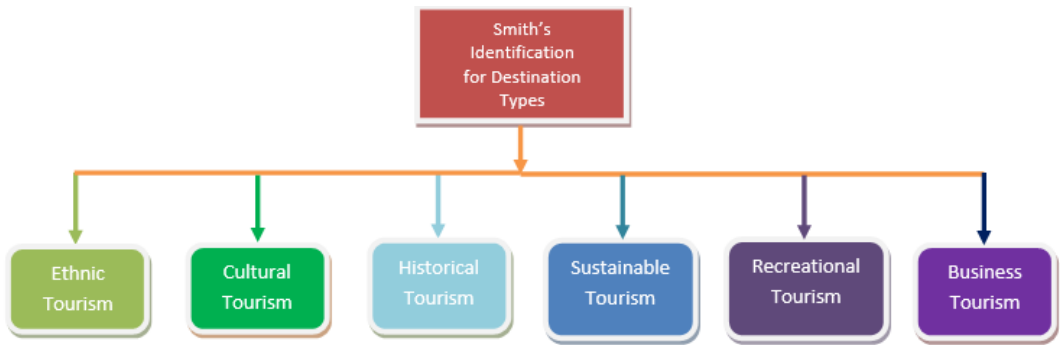 Smith's
Identification
for Destination
Types
Ethnic
Tourism
Cultural
Tourism
Historical
Tourism
Sustainable
Tourism
Recreational
Tourism
Business
Tourism